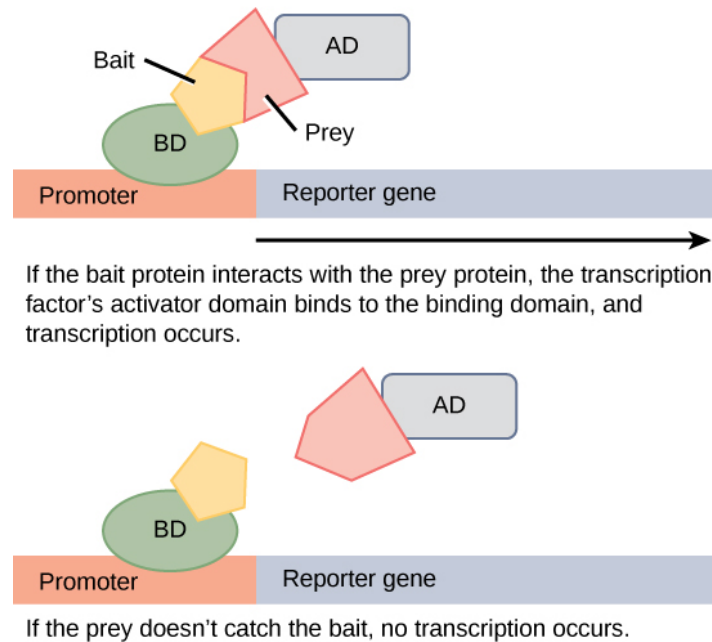 AD
Bait
Prey
BD
Promoter
Reporter gene
If the bait protein interacts with the prey protein, the transcription
factor’s activator domain binds to the binding domain, and
transcription occurs.
AD
BD
Promoter
Reporter gene
If the prey doesn’t catch the bait, no transcription occurs.